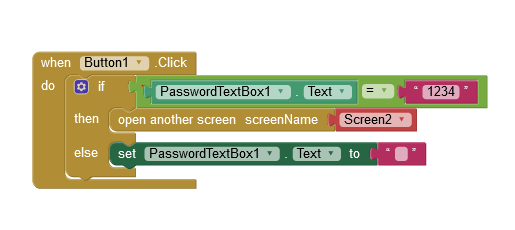 when Button1 .Click
do if PasswordTextBox1 . Text = " 1234 "
then open another screen screenName Screen2
else set PasswordTextBox1 . Text to " "